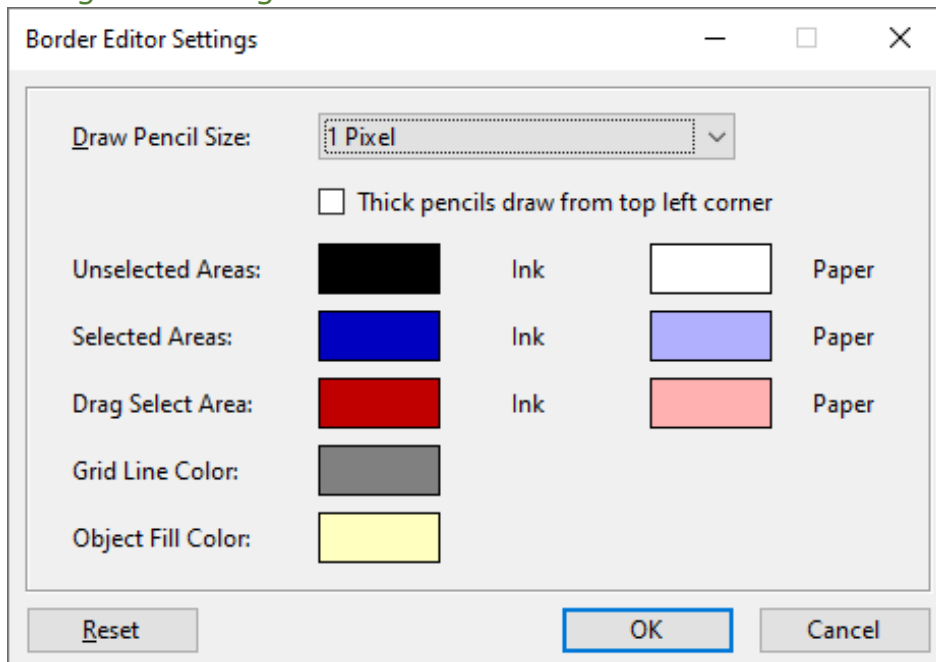 Border Editor Settings
Draw Pencil Size: 1 Pixel
Thick pencils draw from top left corner
Unselected Areas: Ink Paper
Selected Areas: Ink Paper
Drag Select Area: Ink Paper
Grid Line Color:
Object Fill Color:
Reset OK Cancel